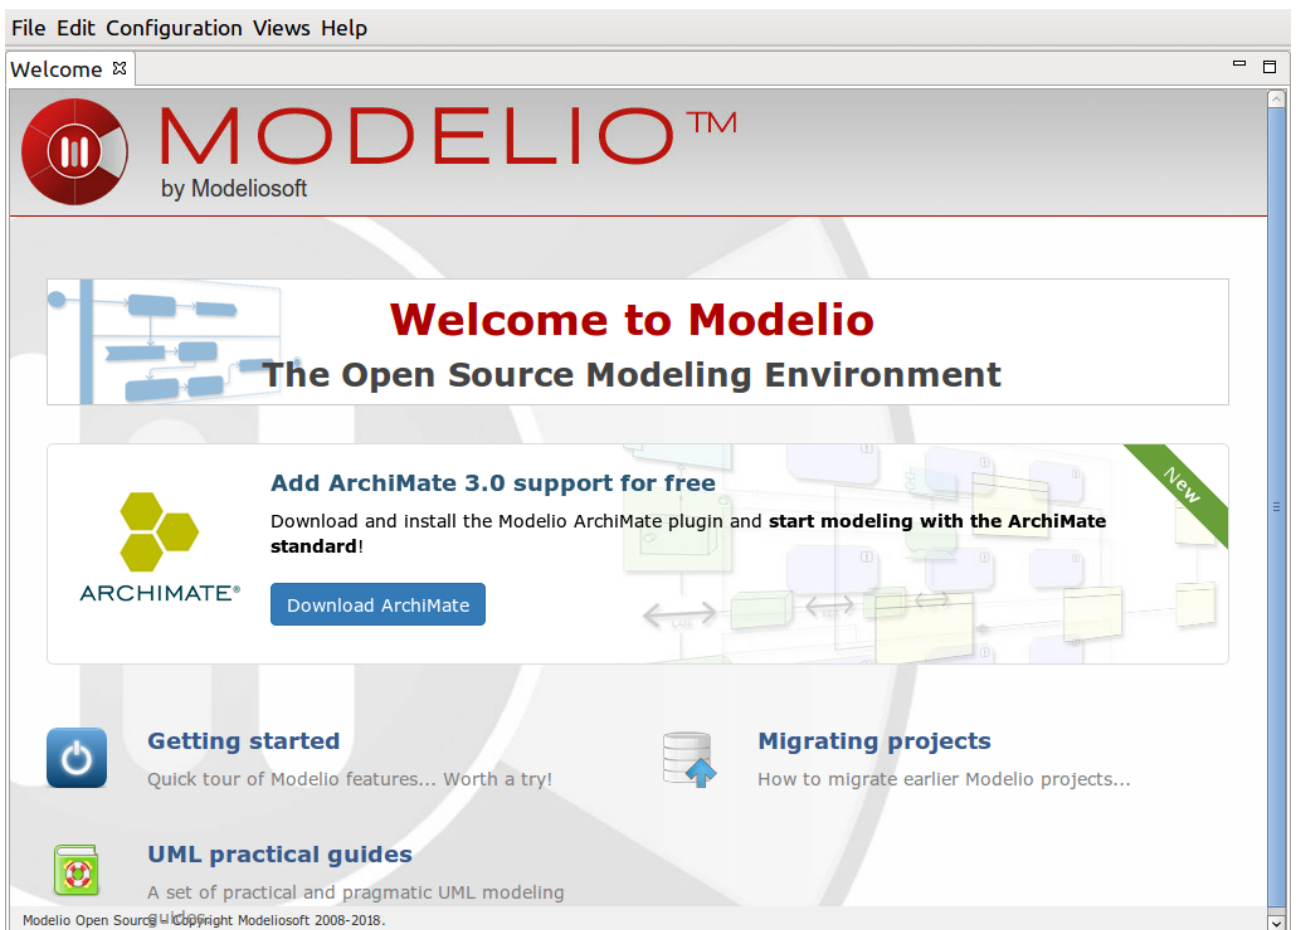 File Edit Configuration Views Help
Welcome
MODELIO™
by Modeliosoft
Welcome to Modelio
The Open Source Modeling Environment
New
Add ArchiMate 3.0 support for free
Download and install the Modelio ArchiMate plugin and start modeling with the ArchiMate
standard!
ARCHIMATE®
Download ArchiMate
LAN
Getting started
Quick tour of Modelio features... Worth a try!
Migrating projects
How to migrate earlier Modelio projects...
UML practical guides
A set of practical and pragmatic UML modeling
guides.
Modelio Open Source - Copyright Modeliosoft 2008-2018.